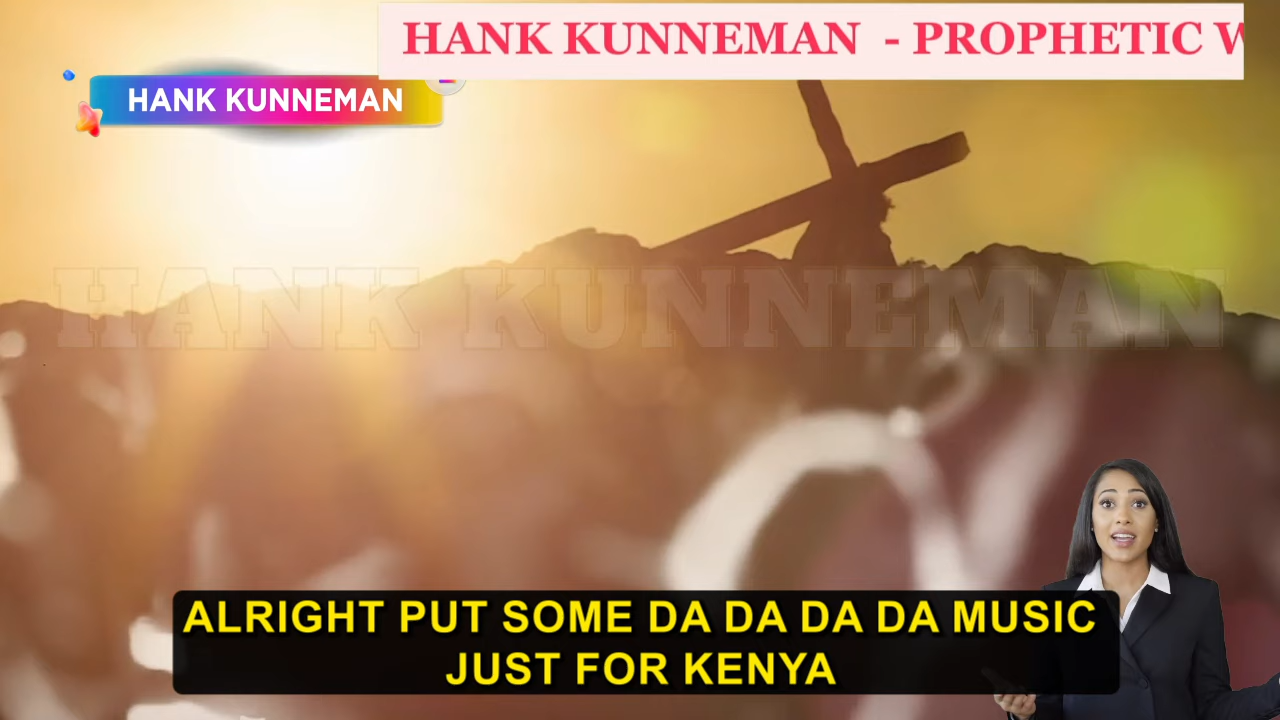 HANK KUNNEMAN - PROPHETIC
HANK KUNNEMAN
HANK KUNNEMAN
ALRIGHT PUT SOME DA DA DA DA MUSIC
JUST FOR KENYA